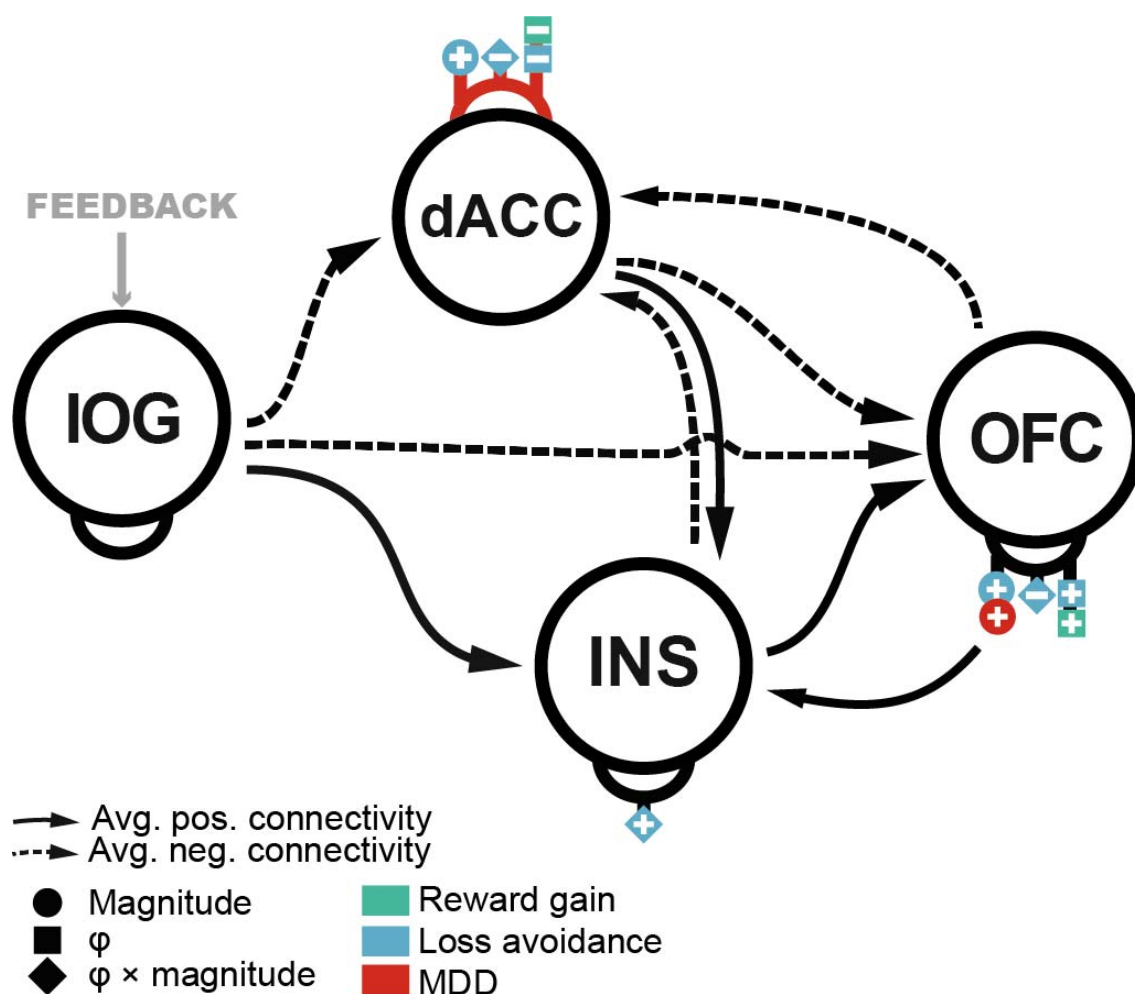 dACC
FEEDBACK
IOG
OFC
INS
Avg. pos. connectivity
Avg. neg. connectivity
Magnitude
φ
φ × magnitude
Reward gain
Loss avoidance
MDD